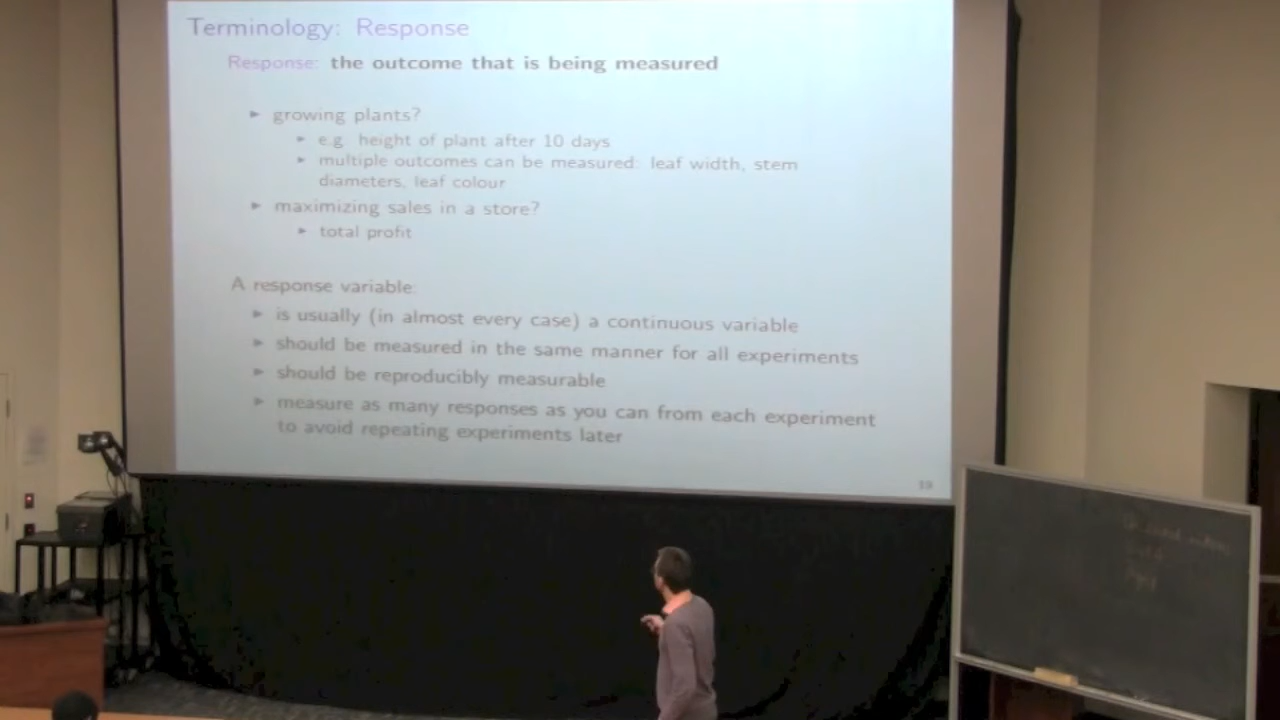 Terminology: Response
Response: the outcome that is being measured
growing plants?
e.g. height of plant after 10 days
multiple outcomes can be measured: leaf width, stem
diameters, leaf colour
maximizing sales in a store?
total profit
A response variable:
is usually (in almost every case) a continuous variable
should be measured in the same manner for all experiments
should be reproducibly measurable
measure as many responses as you can from each experiment
to avoid repeating experiments later
19